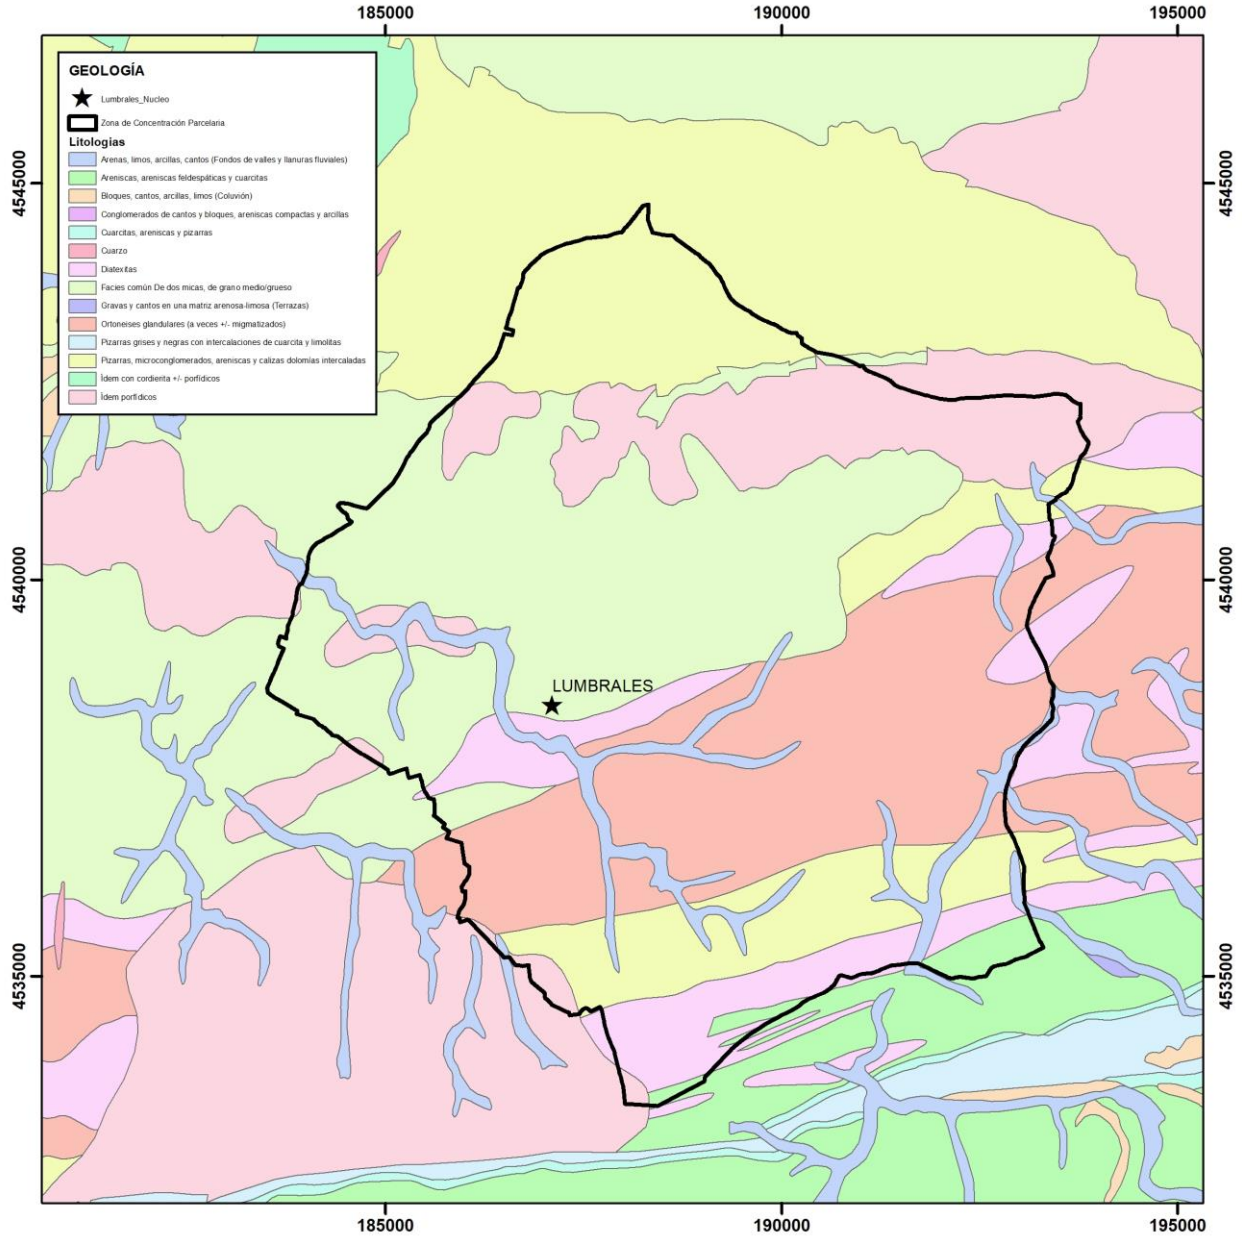 185000 190000 195000
GEOLOGÍA
Lumbrales_Nucleo
Zona de Concentración Parcelaria
Litologias
Arenas, limos, arcillas, cantos (Fondos de valles y llanuras fluviales)
Areniscas, areniscas feldespáticas y cuarcitas
Bloques, cantos, arcillas, limos (Coluvión)
Conglomerados de cantos y bloques, areniscas compactas y arcillas
Cuarcitas, areniscas y pizarras
Cuarzo
Diatexitas
Facies común De dos micas, de grano medio/grueso
Gravas y cantos en una matriz arenosa-limosa (Terrazas)
Ortoneises glandulares (a veces +/- migmatizados)
Pizarras grises y negras con intercalaciones de cuarcita y limolitas
Pizarras, microconglomerados, areniscas y calizas dolomías intercaladas
Ídem con cordierita +/- porfídicos
Ídem porfídicos
4545000 4545000
4540000 4540000
LUMBRALES
4535000 4535000
185000 190000 195000